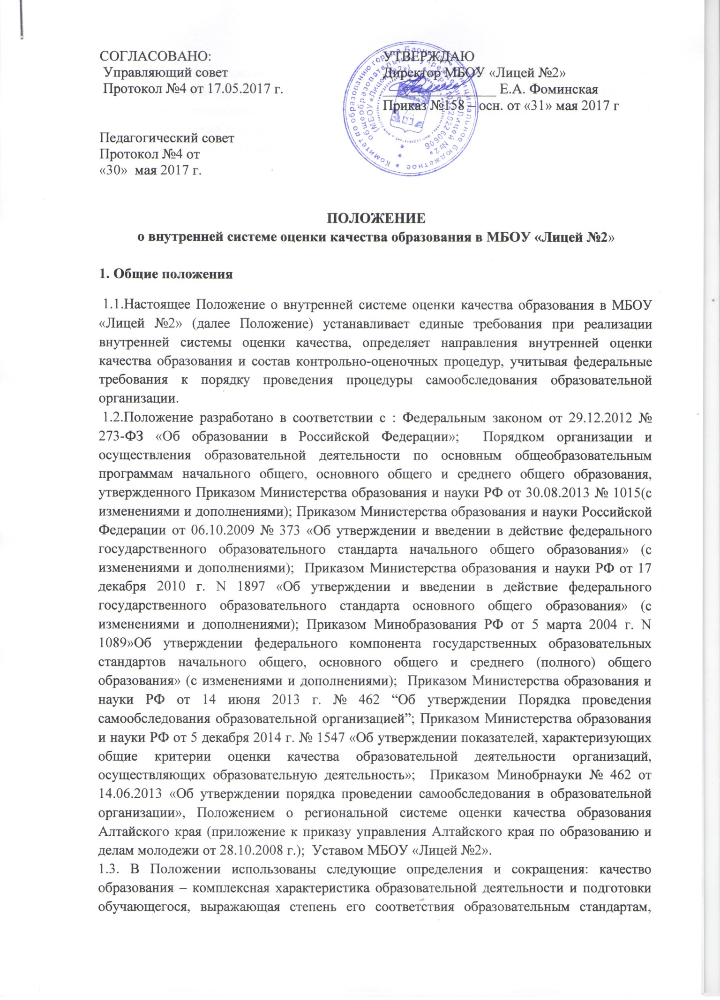 СОГЛАСОВАНО:
Управляющий совет
Протокол №4 от 17.05.2017 г.
Педагогический совет
Протокол №4 от
«30» мая 2017 г.
УТВЕРЖДАЮ
Директор МБОУ «Лицей №2»
Е.А. Фоминская
Приказ №158 – осн. от «31» мая 2017 г
Комитет по образованию города Барнаула * муниципальное бюджетное *
общеобразовательное учреждение «Лицей №2»
(МБОУ «Лицей №2»)
ПОЛОЖЕНИЕ
о внутренней системе оценки качества образования в МБОУ «Лицей №2»
1. Общие положения
1.1.Настоящее Положение о внутренней системе оценки качества образования в МБОУ
«Лицей №2» (далее Положение) устанавливает единые требования при реализации
внутренней системы оценки качества, определяет направления внутренней оценки
качества образования и состав контрольно-оценочных процедур, учитывая федеральные
требования к порядку проведения процедуры самообследования образовательной
организации.
1.2.Положение разработано в соответствии с : Федеральным законом от 29.12.2012 №
273-ФЗ «Об образовании в Российской Федерации»; Порядком организации и
осуществления образовательной деятельности по основным общеобразовательным
программам начального общего, основного общего и среднего общего образования,
утвержденного Приказом Министерства образования и науки РФ от 30.08.2013 № 1015(с
изменениями и дополнениями); Приказом Министерства образования и науки Российской
Федерации от 06.10.2009 № 373 «Об утверждении и введении в действие федерального
государственного образовательного стандарта начального общего образования» (с
изменениями и дополнениями); Приказом Министерства образования и науки РФ от 17
декабря 2010 г. N 1897 «Об утверждении и введении в действие федерального
государственного образовательного стандарта основного общего образования» (с
изменениями и дополнениями); Приказом Минобразования РФ от 5 марта 2004 г. N
1089»Об утверждении федерального компонента государственных образовательных
стандартов начального общего, основного общего и среднего (полного) общего
образования» (с изменениями и дополнениями); Приказом Министерства образования и
науки РФ от 14 июня 2013 г. № 462 “Об утверждении Порядка проведения
самообследования образовательной организацией”; Приказом Министерства образования
и науки РФ от 5 декабря 2014 г. № 1547 «Об утверждении показателей, характеризующих
общие критерии оценки качества образовательной деятельности организаций,
осуществляющих образовательную деятельность»; Приказом Минобрнауки № 462 от
14.06.2013 «Об утверждении порядка проведении самообследования в образовательной
организации», Положением о региональной системе оценки качества образования
Алтайского края (приложение к приказу управления Алтайского края по образованию и
делам молодежи от 28.10.2008 г.); Уставом МБОУ «Лицей №2».
1.3. В Положении использованы следующие определения и сокращения: качество
образования – комплексная характеристика образовательной деятельности и подготовки
обучающегося, выражающая степень его соответствия образовательным стандартам,